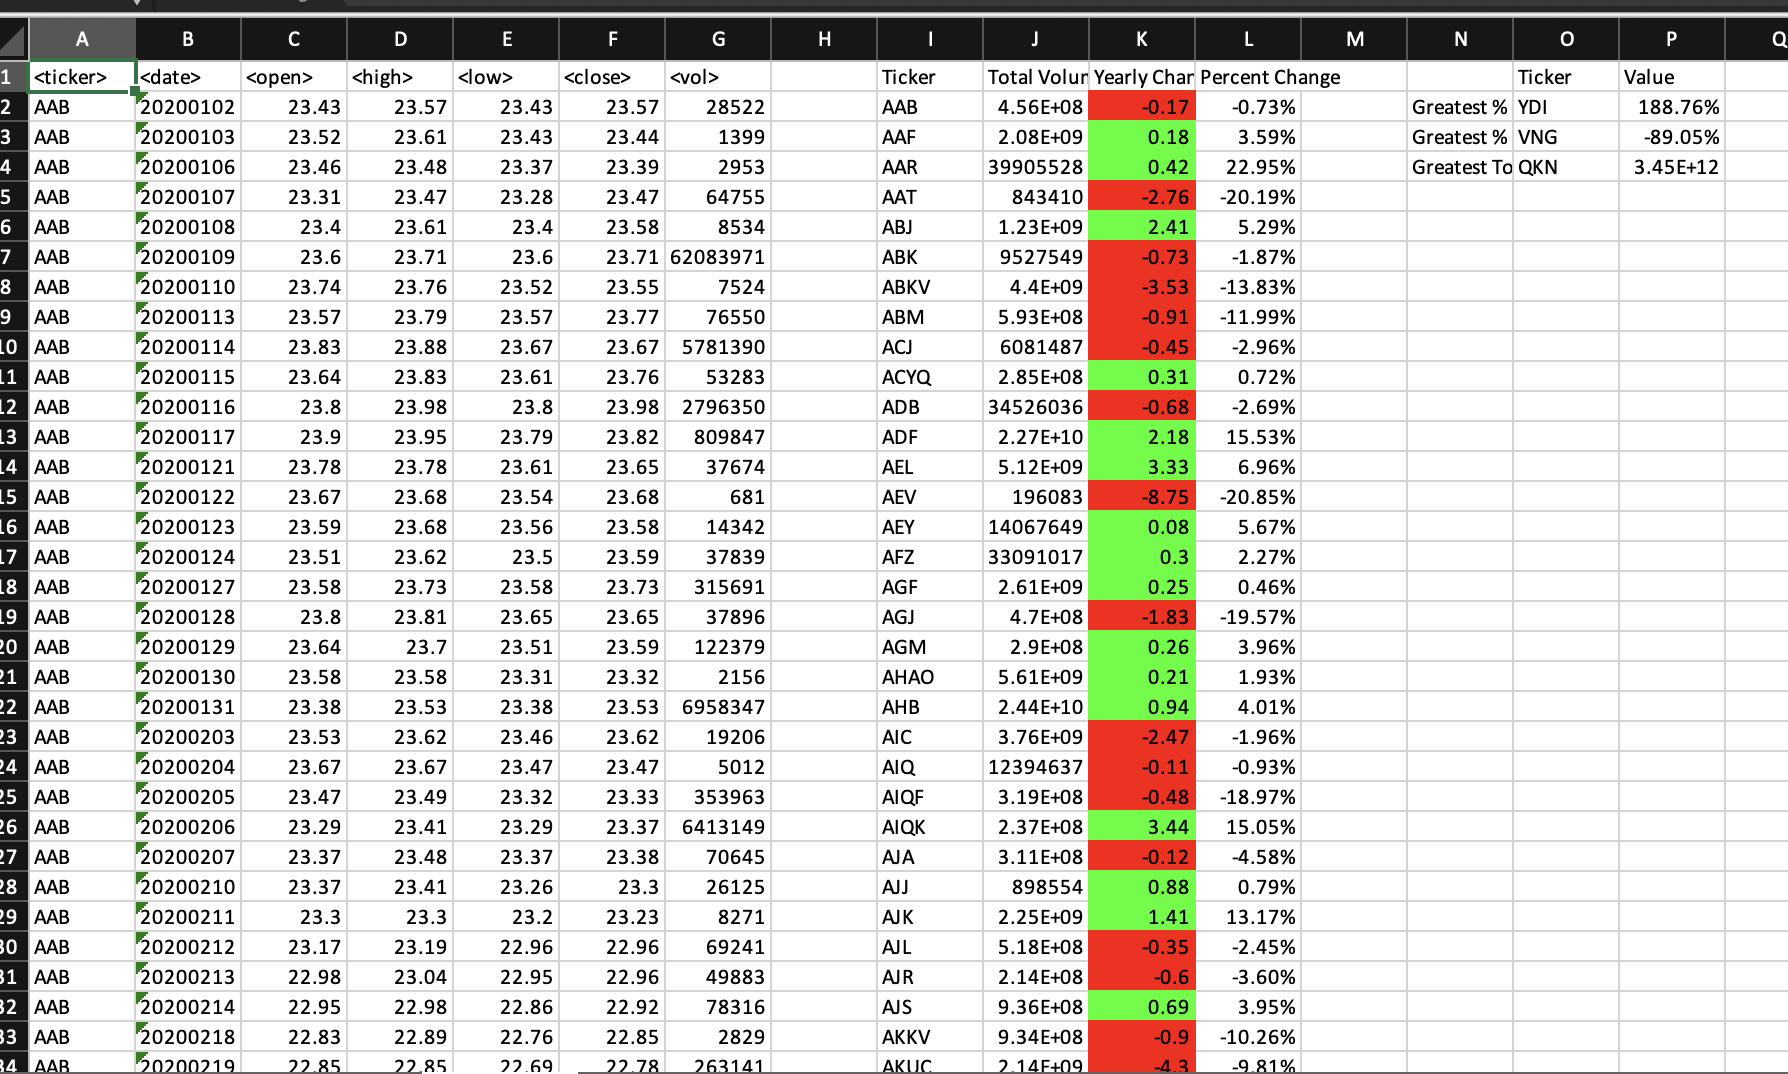 A B C D E F G H I J K L M N O P Q
1 <ticker> <date> <open> <high> <low> <close> <vol> Ticker Total Volur Yearly Char Percent Change Ticker Value
2 AAB 20200102 23.43 23.57 23.43 23.57 28522 AAB 4.56E+08 -0.17 -0.73% Greatest % YDI 188.76%
3 AAB 20200103 23.52 23.61 23.43 23.44 1399 AAF 2.08E+09 0.18 3.59% Greatest % VNG -89.05%
4 AAB 20200106 23.46 23.48 23.37 23.39 2953 AAR 39905528 0.42 22.95% Greatest To QKN 3.45E+12
5 AAB 20200107 23.31 23.47 23.28 23.47 64755 AAT 843410 -2.76 -20.19%
6 AAB 20200108 23.4 23.61 23.4 23.58 8534 ABJ 1.23E+09 2.41 5.29%
7 AAB 20200109 23.6 23.71 23.6 23.71 62083971 ABK 9527549 -0.73 -1.87%
8 AAB 20200110 23.74 23.76 23.52 23.55 7524 ABKV 4.4E+09 -3.53 -13.83%
9 AAB 20200113 23.57 23.79 23.57 23.77 76550 ABM 5.93E+08 -0.91 -11.99%
10 AAB 20200114 23.83 23.88 23.67 23.67 5781390 ACJ 6081487 -0.45 -2.96%
11 AAB 20200115 23.64 23.83 23.61 23.76 53283 ACYQ 2.85E+08 0.31 0.72%
12 AAB 20200116 23.8 23.98 23.8 23.98 2796350 ADB 34526036 -0.68 -2.69%
13 AAB 20200117 23.9 23.95 23.79 23.82 809847 ADF 2.27E+10 2.18 15.53%
14 AAB 20200121 23.78 23.78 23.61 23.65 37674 AEL 5.12E+09 3.33 6.96%
15 AAB 20200122 23.67 23.68 23.54 23.68 681 AEV 196083 -8.75 -20.85%
16 AAB 20200123 23.59 23.68 23.56 23.58 14342 AEY 14067649 0.08 5.67%
17 AAB 20200124 23.51 23.62 23.5 23.59 37839 AFZ 33091017 0.3 2.27%
18 AAB 20200127 23.58 23.73 23.58 23.73 315691 AGF 2.61E+09 0.25 0.46%
19 AAB 20200128 23.8 23.81 23.65 23.65 37896 AGJ 4.7E+08 -1.83 -19.57%
20 AAB 20200129 23.64 23.7 23.51 23.59 122379 AGM 2.9E+08 0.26 3.96%
21 AAB 20200130 23.58 23.58 23.31 23.32 2156 AHAO 5.61E+09 0.21 1.93%
22 AAB 20200131 23.38 23.53 23.38 23.53 6958347 AHB 2.44E+10 0.94 4.01%
23 AAB 20200203 23.53 23.62 23.46 23.62 19206 AIC 3.76E+09 -2.47 -1.96%
24 AAB 20200204 23.67 23.67 23.47 23.47 5012 AIQ 12394637 -0.11 -0.93%
25 AAB 20200205 23.47 23.49 23.32 23.33 353963 AIQF 3.19E+08 -0.48 -18.97%
26 AAB 20200206 23.29 23.41 23.29 23.37 6413149 AIQK 2.37E+08 3.44 15.05%
27 AAB 20200207 23.37 23.48 23.37 23.38 70645 AJA 3.11E+08 -0.12 -4.58%
28 AAB 20200210 23.37 23.41 23.26 23.3 26125 AJJ 898554 0.88 0.79%
29 AAB 20200211 23.3 23.3 23.2 23.23 8271 AJK 2.25E+09 1.41 13.17%
30 AAB 20200212 23.17 23.19 22.96 22.96 69241 AJL 5.18E+08 -0.35 -2.45%
31 AAB 20200213 22.98 23.04 22.95 22.96 49883 AJR 2.14E+08 -0.6 -3.60%
32 AAB 20200214 22.95 22.98 22.86 22.92 78316 AJS 9.36E+08 0.69 3.95%
33 AAB 20200218 22.83 22.89 22.76 22.85 2829 AKKV 9.34E+08 -0.9 -10.26%
34 AAB 20200219 22.85 22.85 22.69 22.78 263141 AKUC 2.14E+09 -4.3 -9.81%